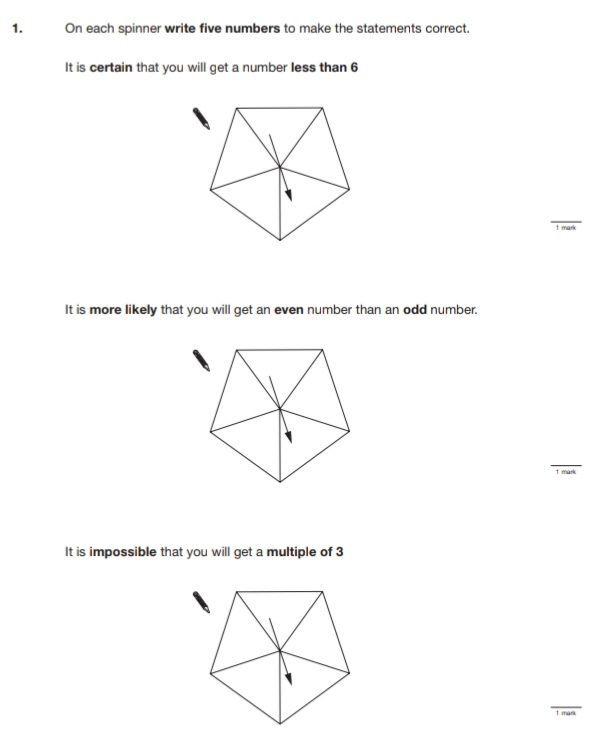 1. On each spinner write five numbers to make the statements correct.
It is certain that you will get a number less than 6
1 mark
It is more likely that you will get an even number than an odd number.
1 mark
It is impossible that you will get a multiple of 3
1 mark